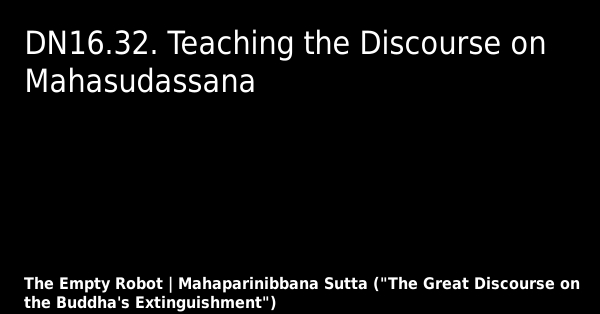 DN16.32. Teaching the Discourse on
Mahasudassana
The Empty Robot | Mahaparinibbana Sutta ("The Great Discourse on
the Buddha's Extinguishment")